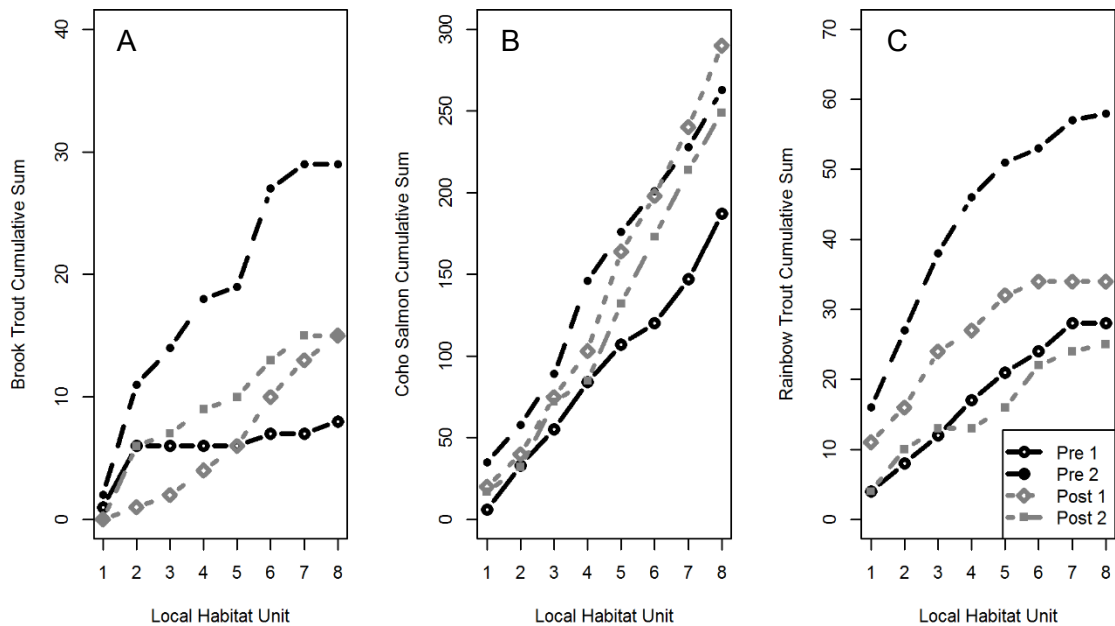 A
Brook Trout Cumulative Sum
40
30
20
10
0
1 2 3 4 5 6 7 8
Local Habitat Unit
B
Coho Salmon Cumulative Sum
300
250
200
150
100
50
0
1 2 3 4 5 6 7 8
Local Habitat Unit
C
Rainbow Trout Cumulative Sum
70
60
50
40
30
20
10
0
1 2 3 4 5 6 7 8
Local Habitat Unit
Pre 1
Pre 2
Post 1
Post 2